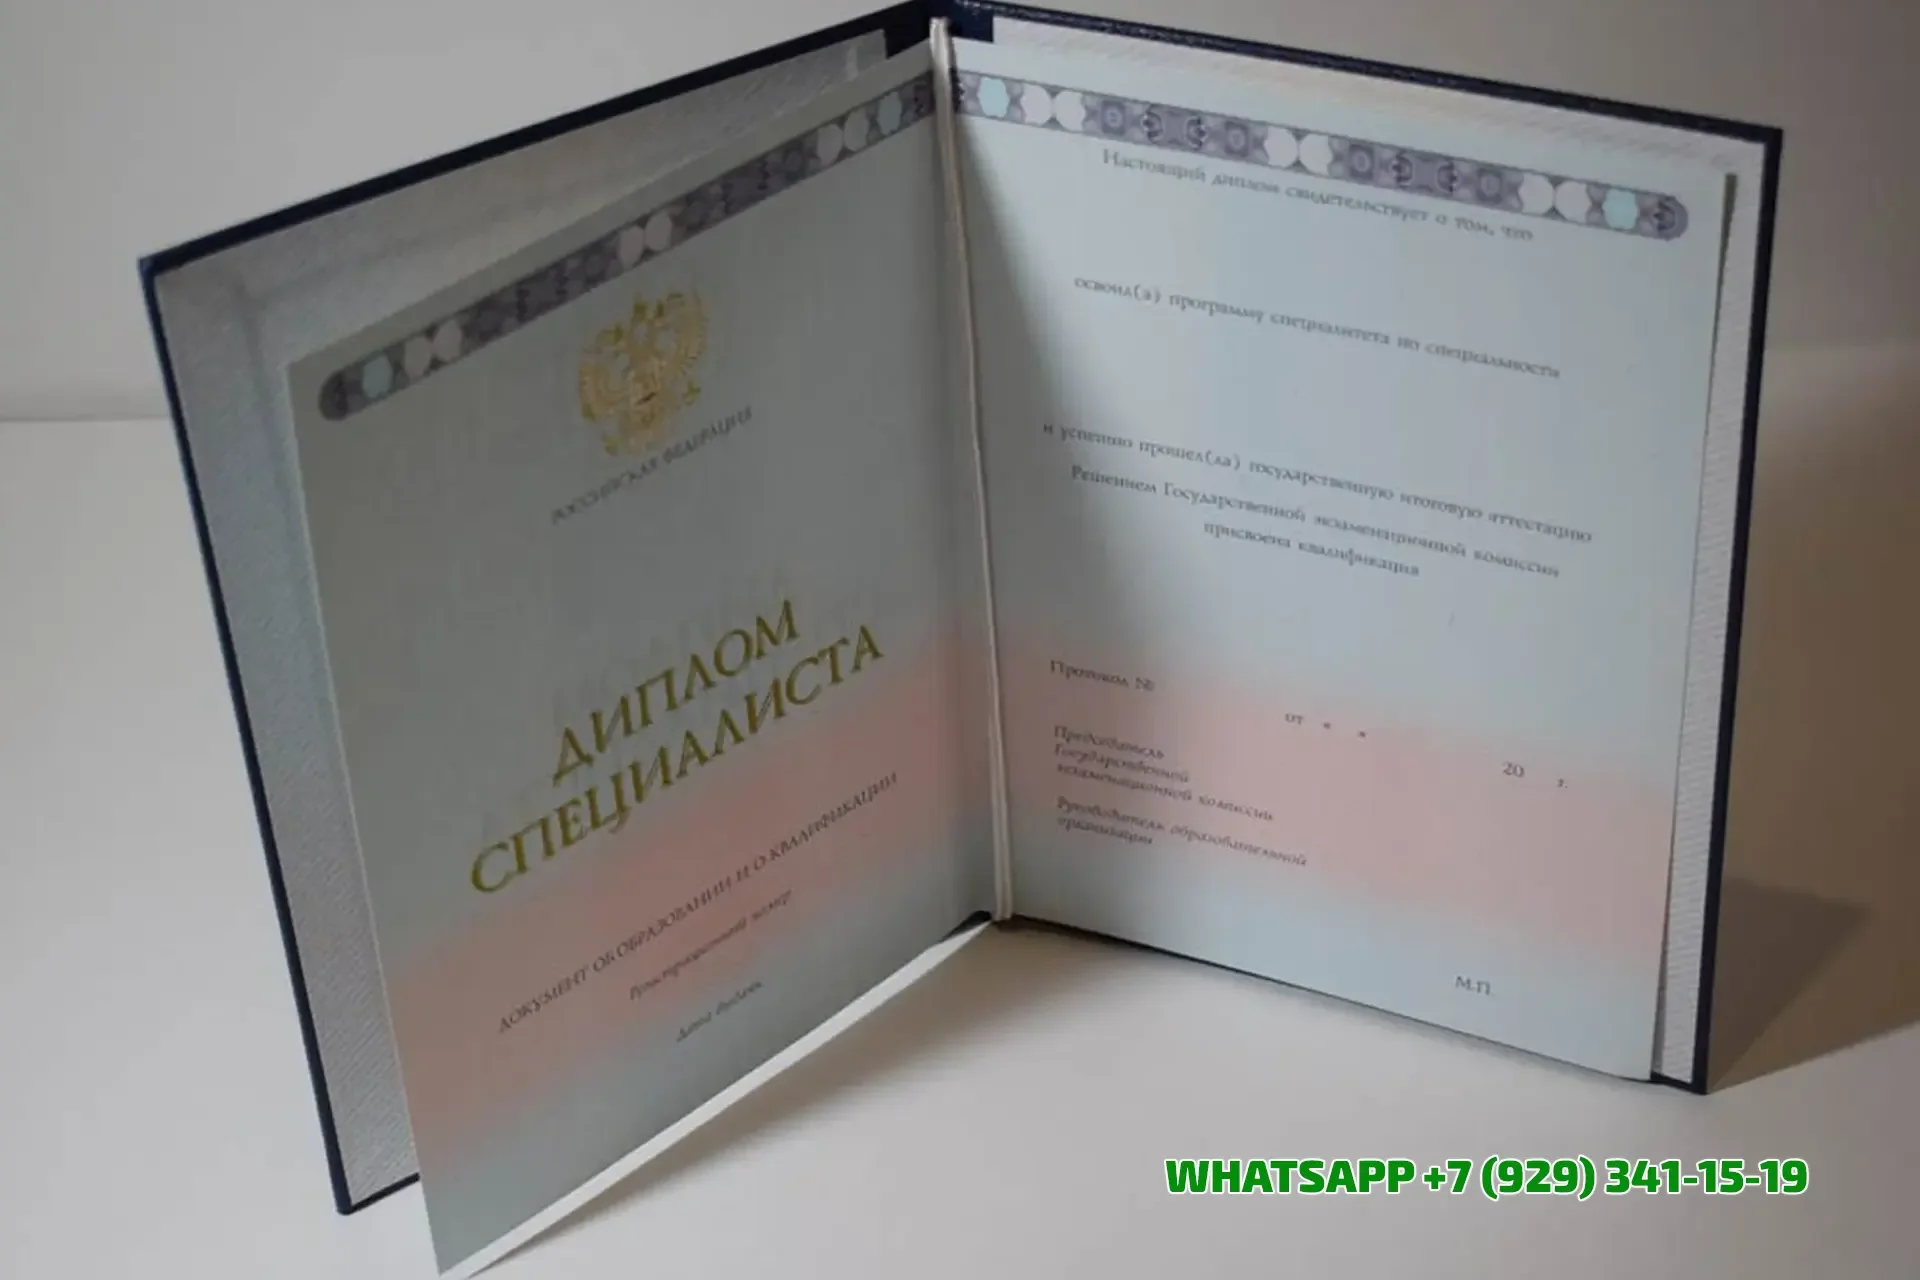 РОССИЙСКАЯ ФЕДЕРАЦИЯ
ДИПЛОМ
СПЕЦИАЛИСТА
ДОКУМЕНТ ОБ ОБРАЗОВАНИИ И О КВАЛИФИКАЦИИ
Регистрационный номер
Дата выдачи
Настоящий диплом свидетельствует о том, что
освоил(а) программу специалитета по специальности
и успешно прошел(ла) государственную итоговую аттестацию
Решением Государственной экзаменационной комиссии
присвоена квалификация
Протокол №
от « »
20 г.
Председатель
Государственной
экзаменационной комиссии
Руководитель образовательной
организации
М.П.
WHATSAPP +7 (929) 341-15-19